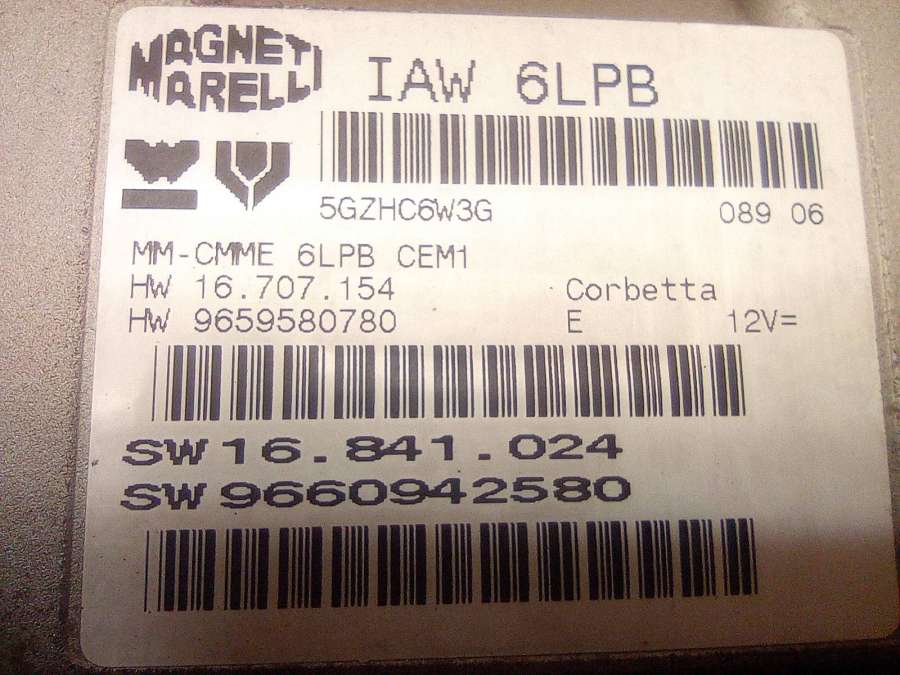 MAGNETI
MARELLI
IAW 6LPB
5GZHC6W3G 089 06
MM-CMME 6LPB CEM1
HW 16.707.154 Corbetta
HW 9659580780 E 12V=
SW 16.841.024
SW 9660942580